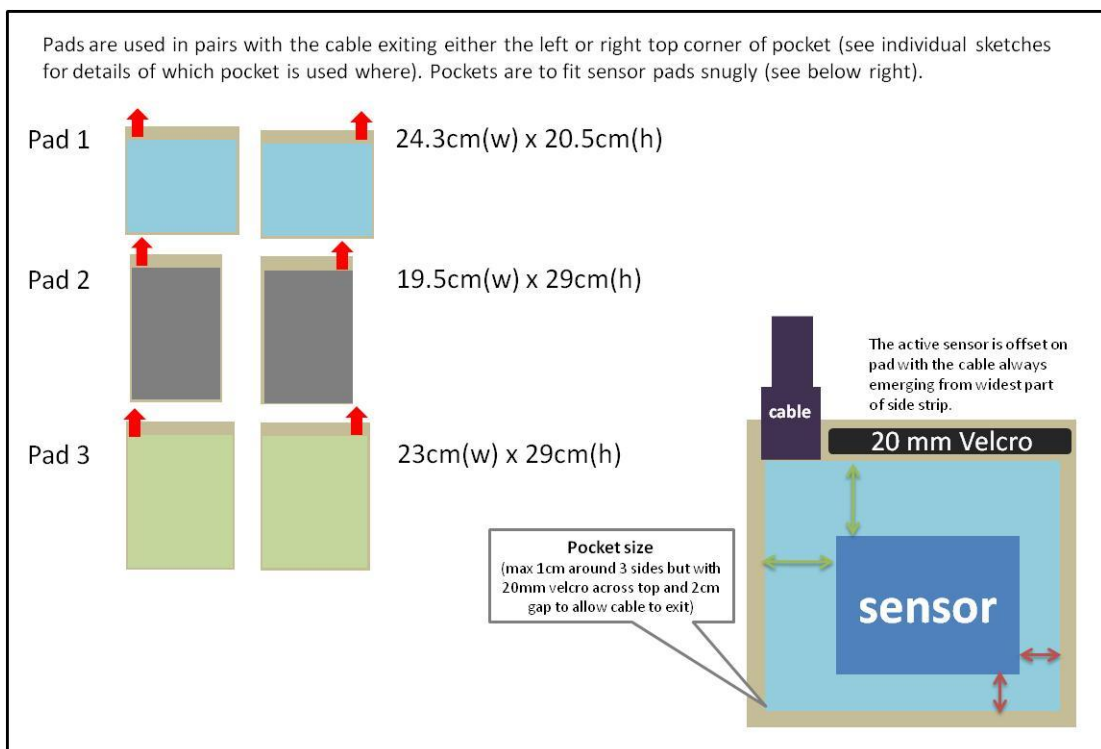 Pads are used in pairs with the cable exiting either the left or right top corner of pocket (see individual sketches
for details of which pocket is used where). Pockets are to fit sensor pads snugly (see below right).
Pad 1
24.3cm(w) x 20.5cm(h)
Pad 2
19.5cm(w) x 29cm(h)
Pad 3
23cm(w) x 29cm(h)
The active sensor is offset on
pad with the cable always
emerging from widest part
of side strip.
cable
20 mm Velcro
Pocket size
(max 1cm around 3 sides but with
20mm velcro across top and 2cm
gap to allow cable to exit)
sensor